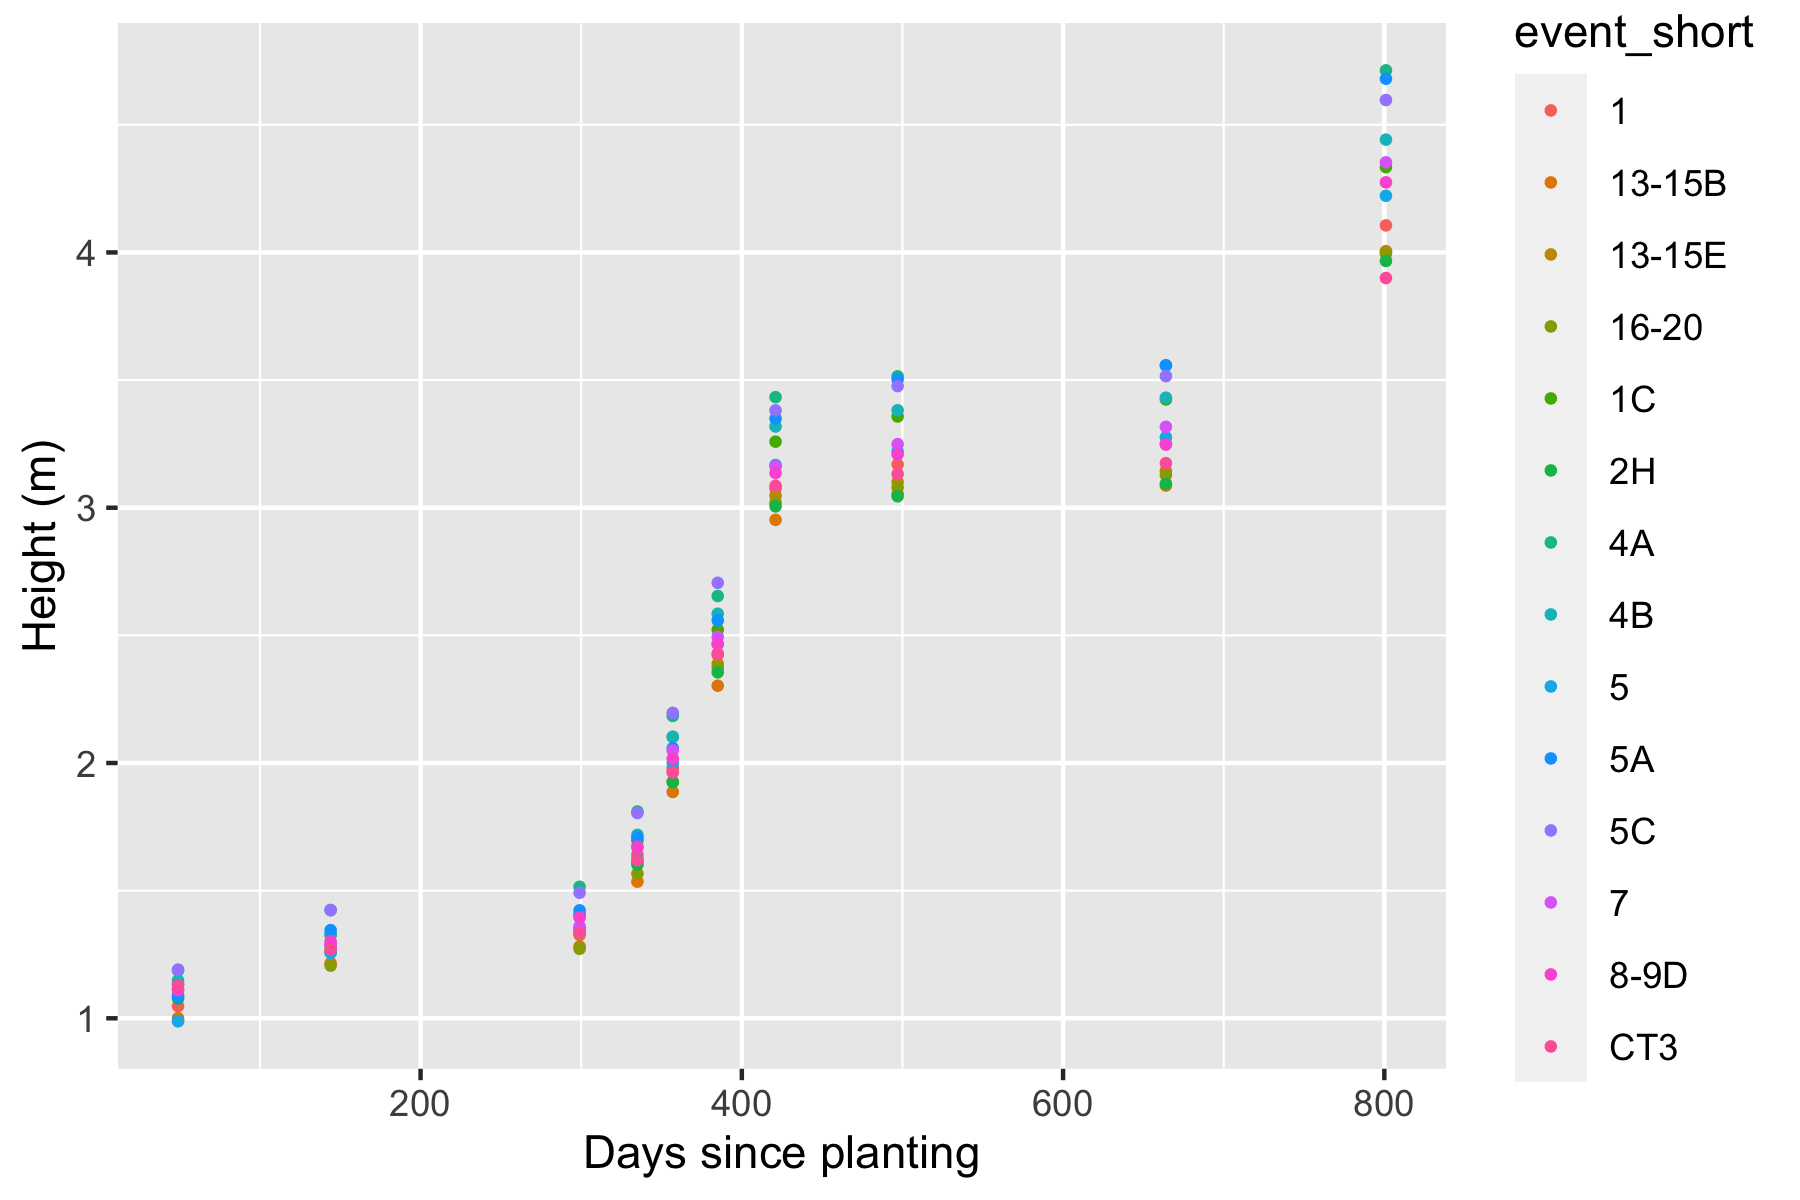 event_short
1
13-15B
13-15E
16-20
1C
2H
4A
4B
5
5A
5C
7
8-9D
CT3
Height (m)
4
3
2
1
200 400 600 800
Days since planting